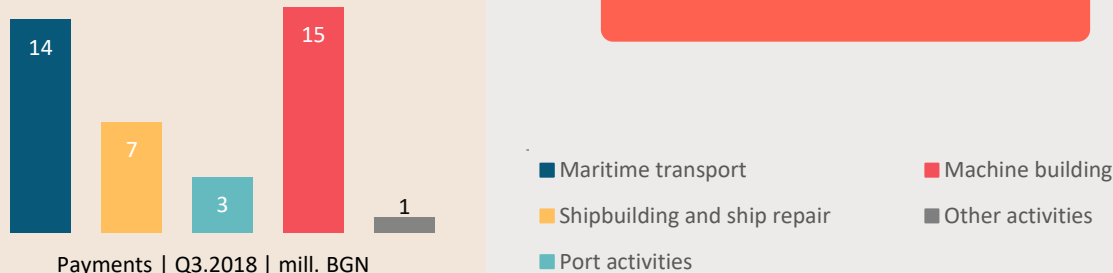 14
7
3
15
1
Payments | Q3.2018 | mill. BGN
Maritime transport
Machine building
Shipbuilding and ship repair
Other activities
Port activities